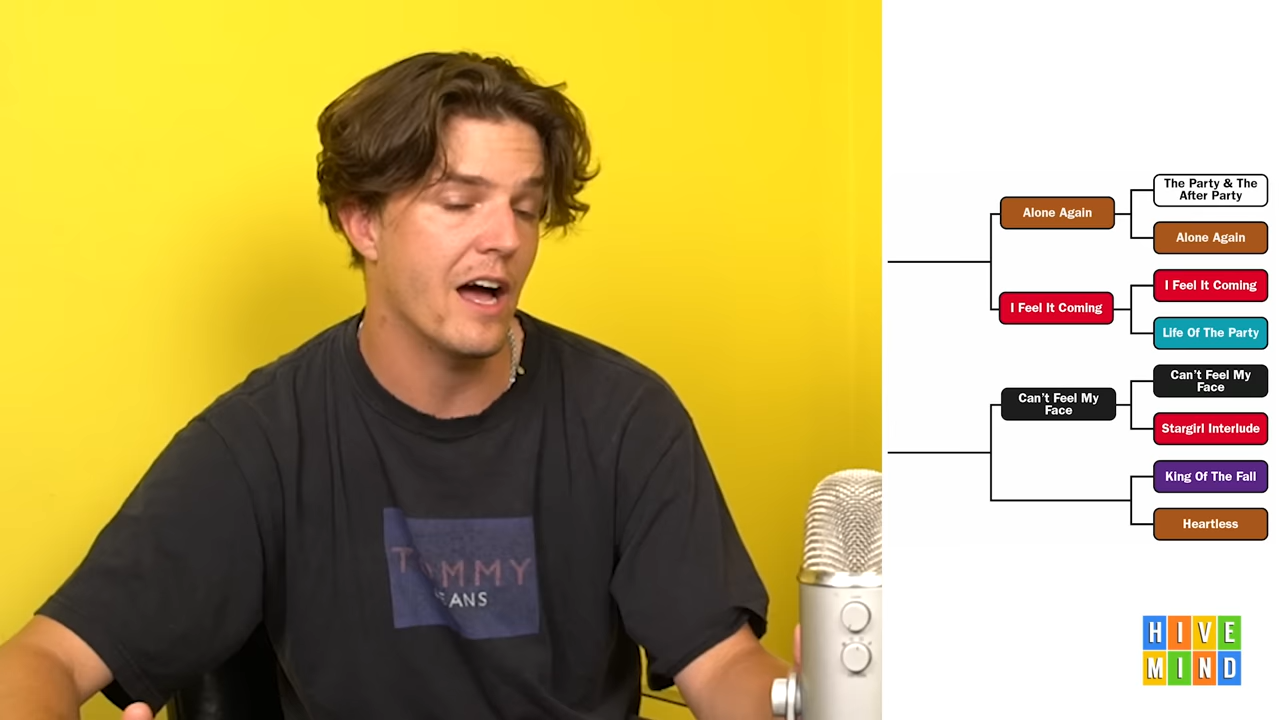 The Party & The
After Party
Alone Again
Alone Again
I Feel It Coming
I Feel It Coming
Life Of The Party
Can't Feel My
Face
Can't Feel My
Face
Stargirl Interlude
King Of The Fall
Heartless
TOMMY
JEANS
HIVE
MIND